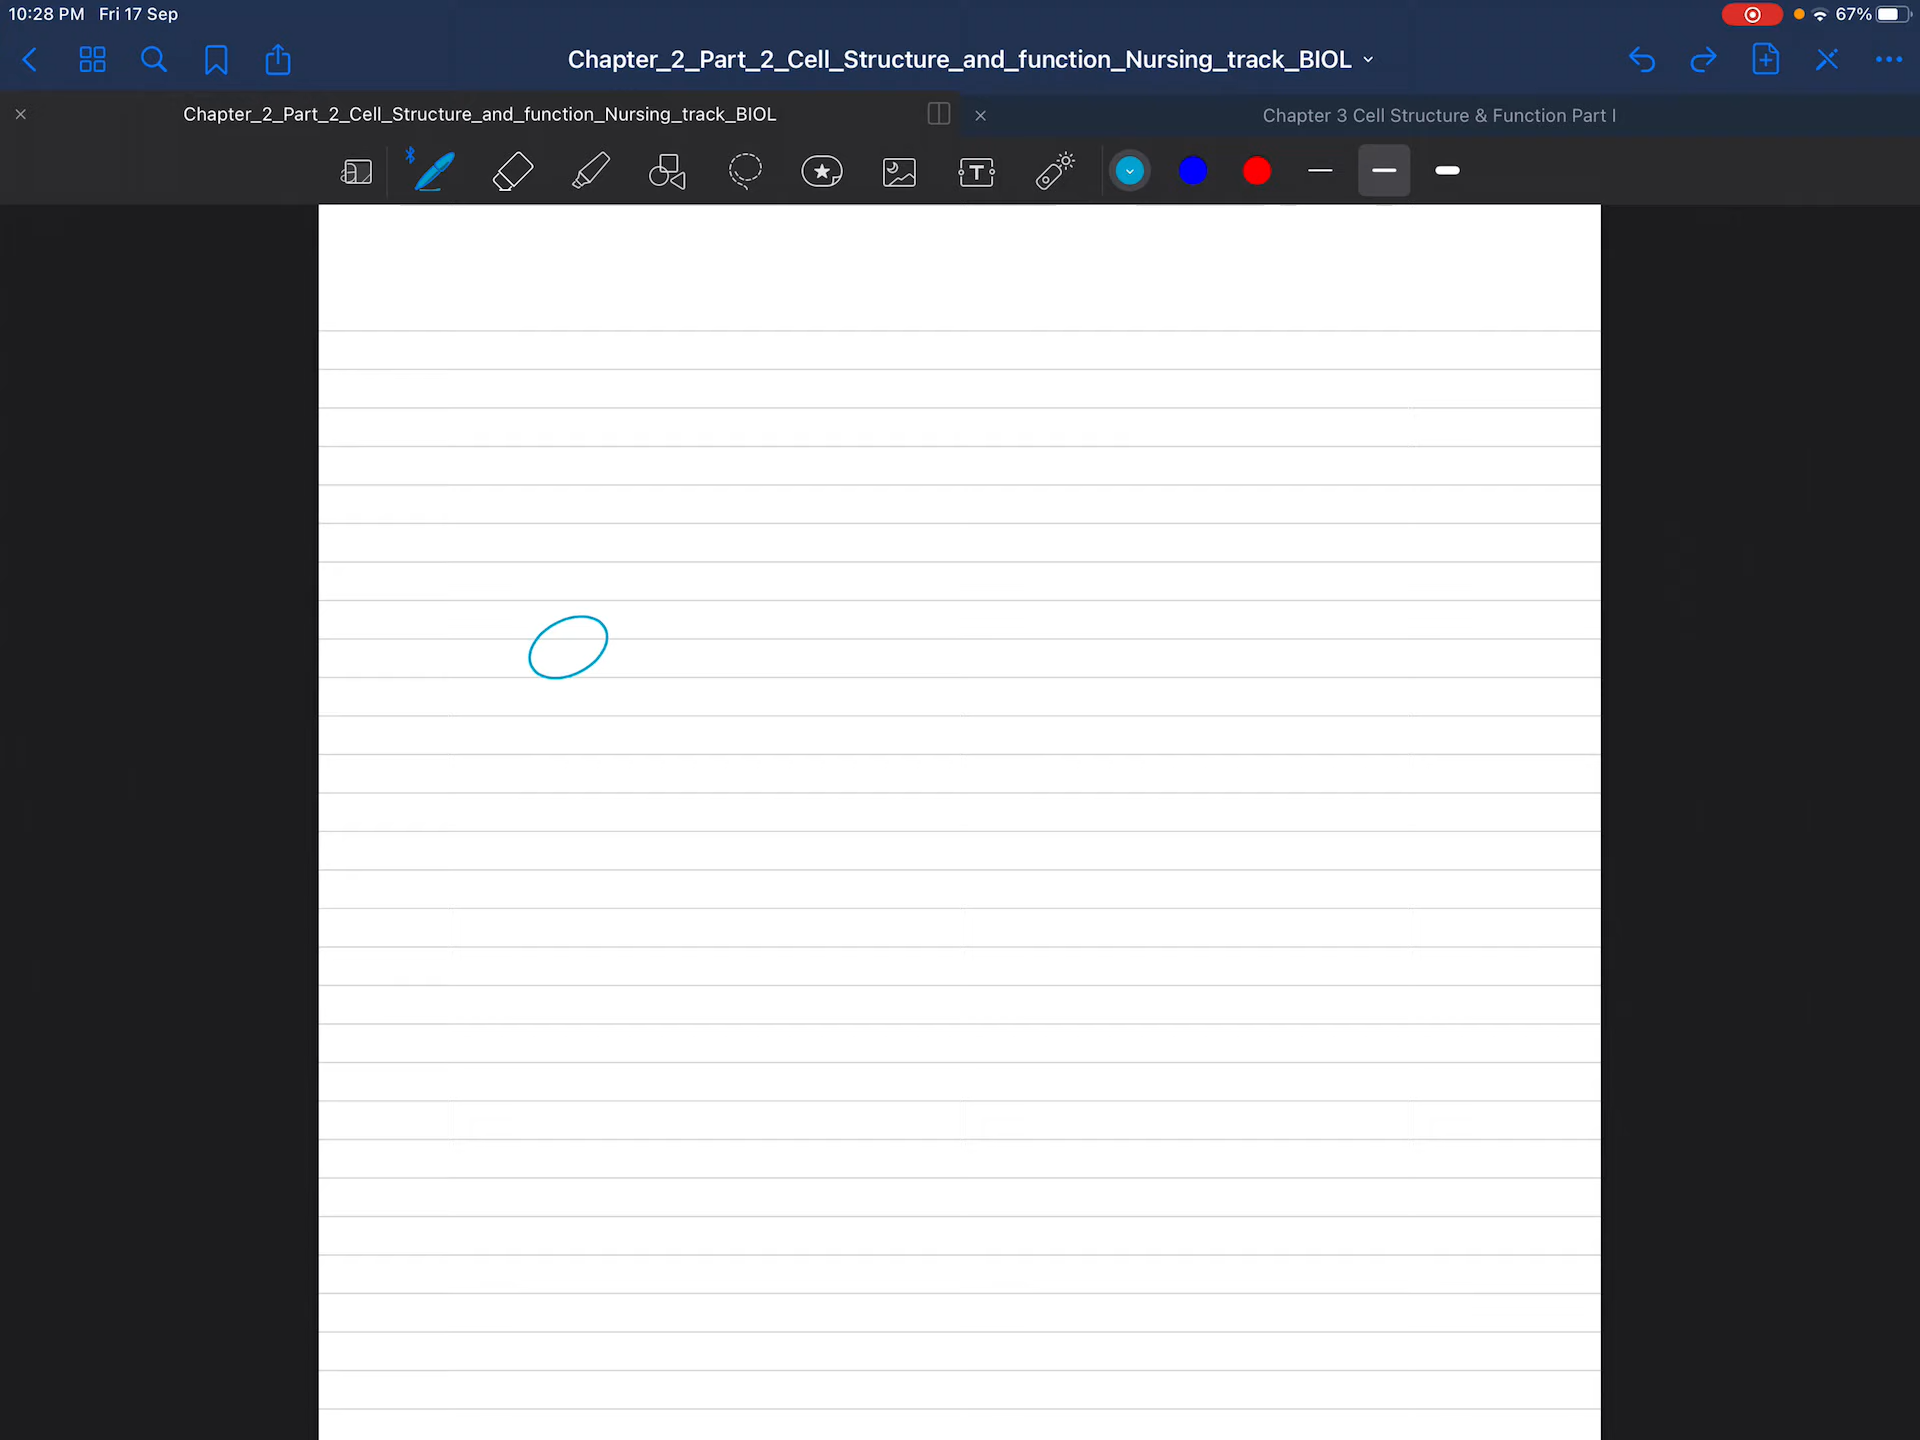 10:28 PM Fri 17 Sep
67%
Chapter_2_Part_2_Cell_Structure_and_function_Nursing_track_BIOL
Chapter_2_Part_2_Cell_Structure_and_function_Nursing_track_BIOL
Chapter 3 Cell Structure & Function Part I